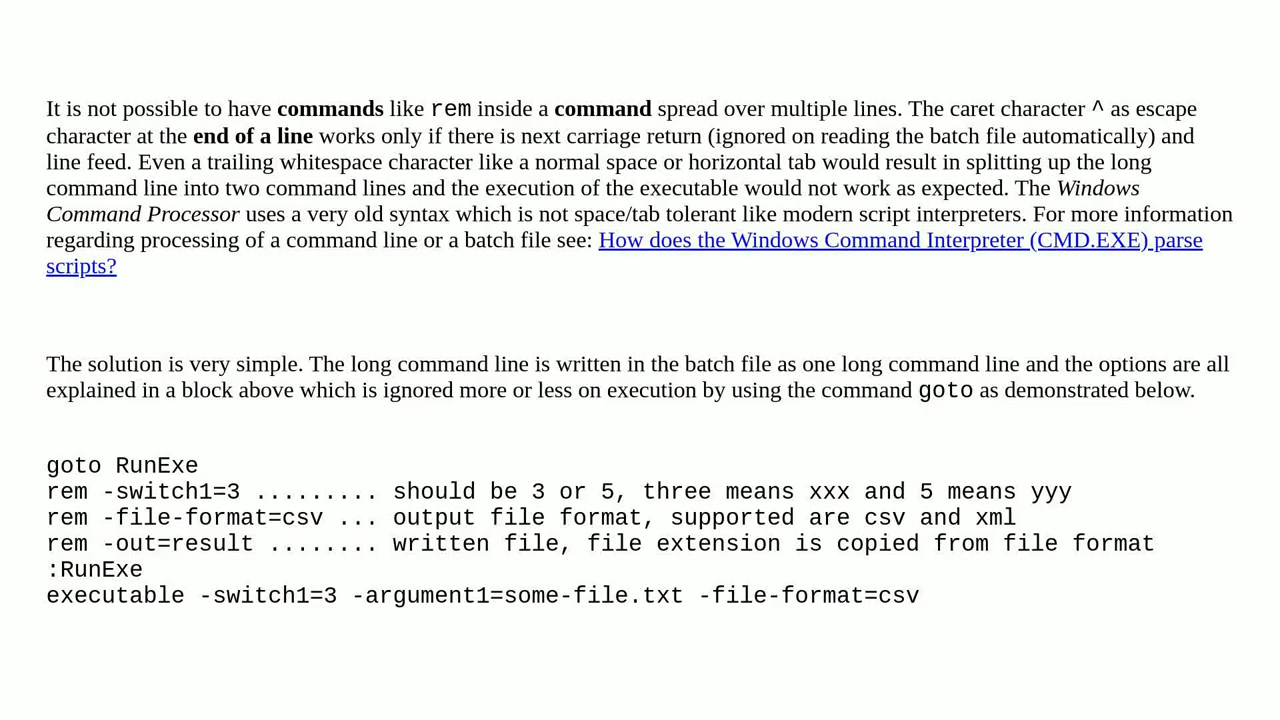 It is not possible to have commands like rem inside a command spread over multiple lines. The caret character ^ as escape
character at the end of a line works only if there is next carriage return (ignored on reading the batch file automatically) and
line feed. Even a trailing whitespace character like a normal space or horizontal tab would result in splitting up the long
command line into two command lines and the execution of the executable would not work as expected. The Windows
Command Processor uses a very old syntax which is not space/tab tolerant like modern script interpreters. For more information
regarding processing of a command line or a batch file see: How does the Windows Command Interpreter (CMD.EXE) parse
scripts?
The solution is very simple. The long command line is written in the batch file as one long command line and the options are all
explained in a block above which is ignored more or less on execution by using the command goto as demonstrated below.
goto RunExe
rem -switch1=3 ......... should be 3 or 5, three means xxx and 5 means yyy
rem -file-format=csv ... output file format, supported are csv and xml
rem -out=result ........ written file, file extension is copied from file format
:RunExe
executable -switch1=3 -argument1=some-file.txt -file-format=csv